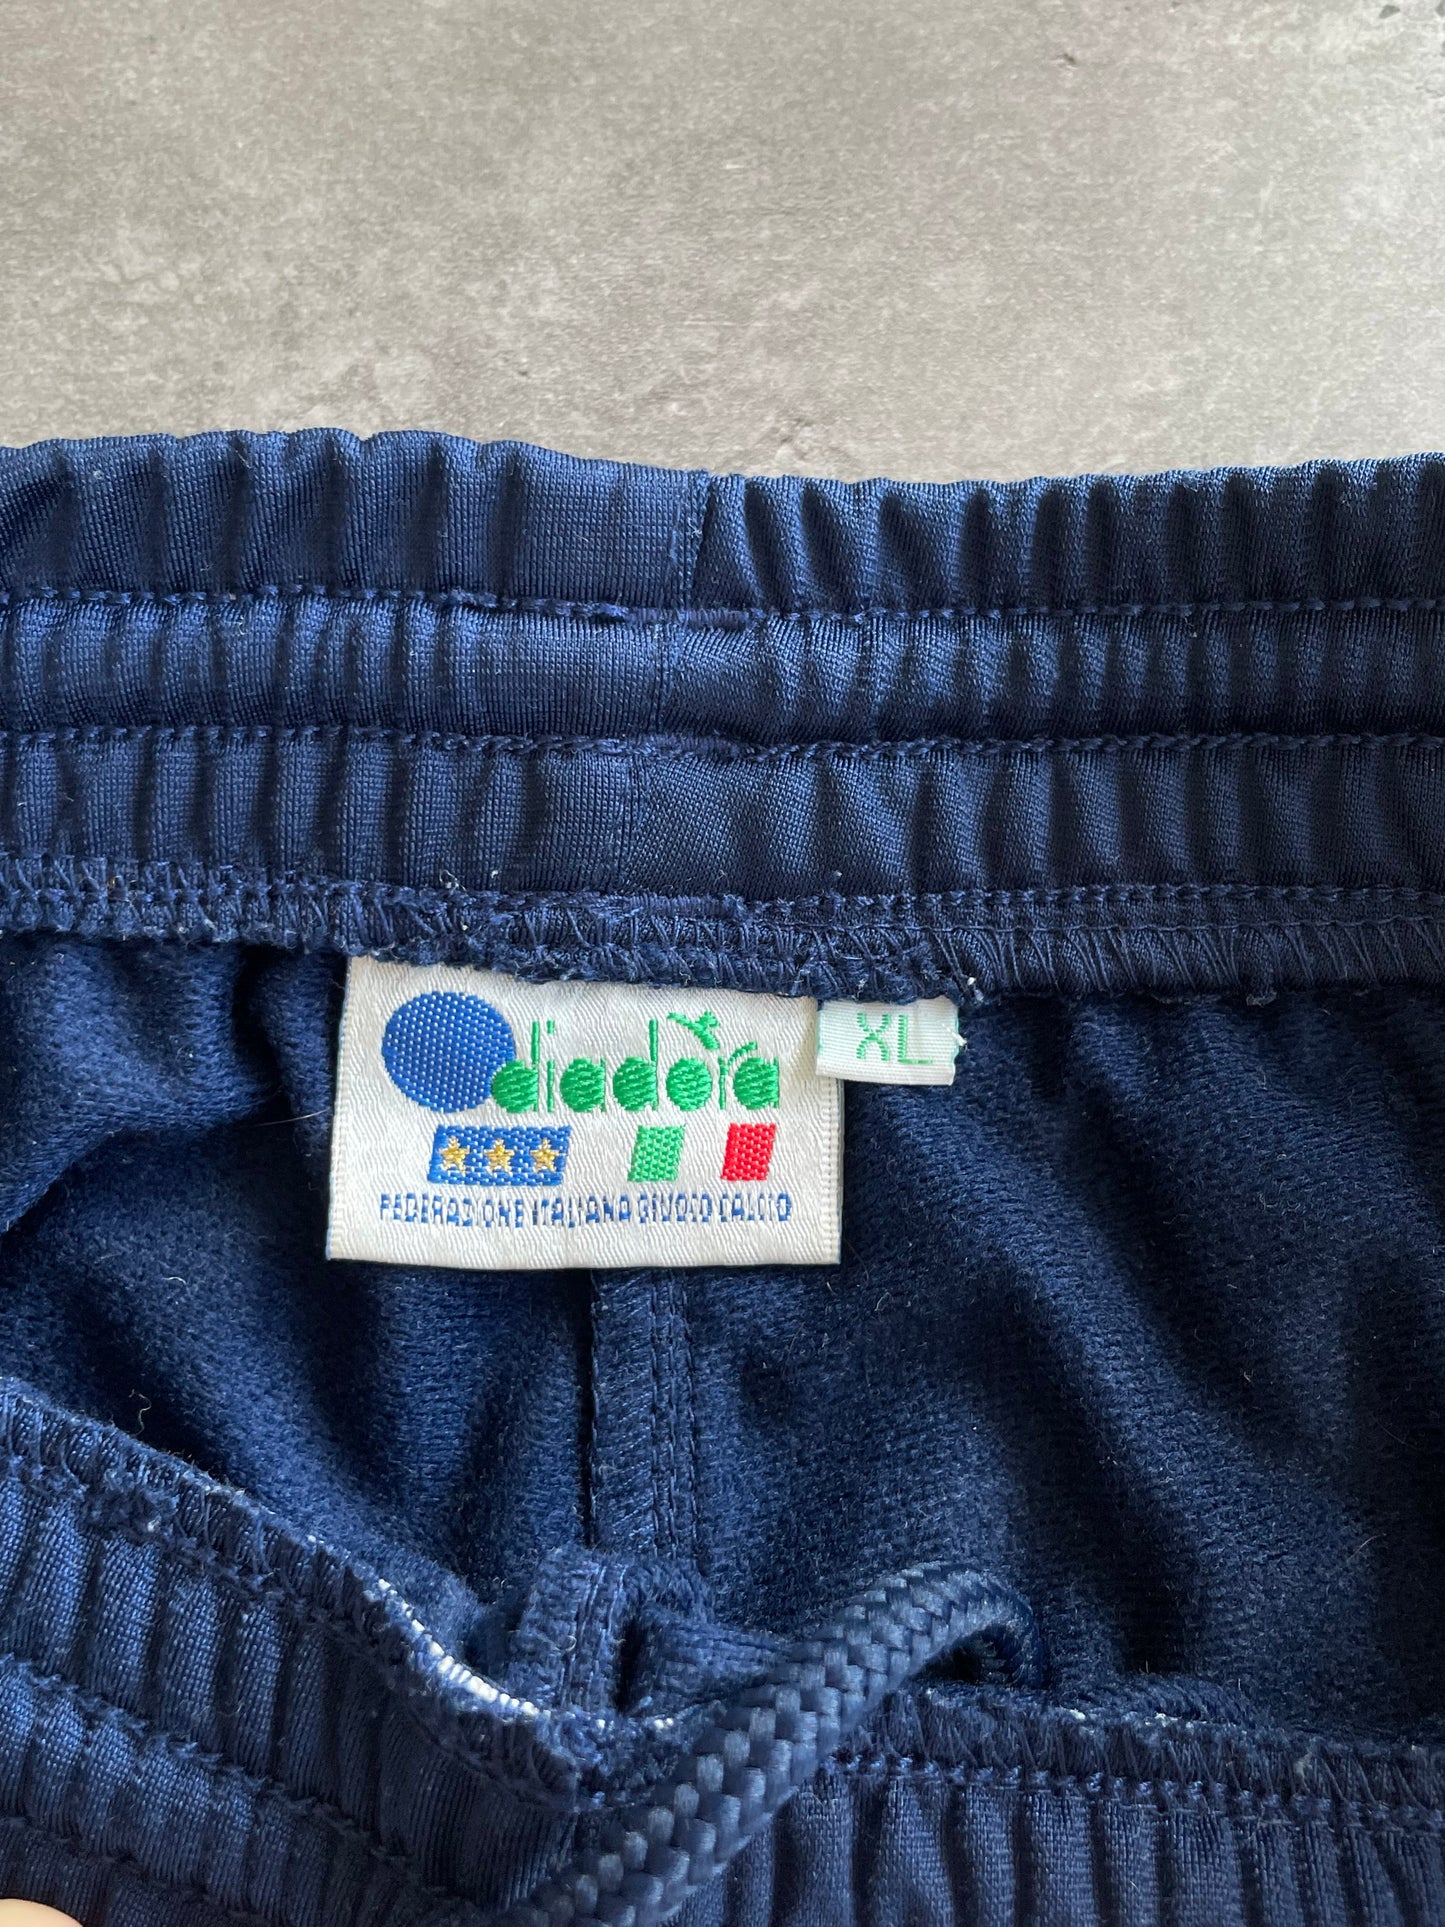 diadora
XL
FEDERAZIONE ITALIANA GIUOCO CALCIO